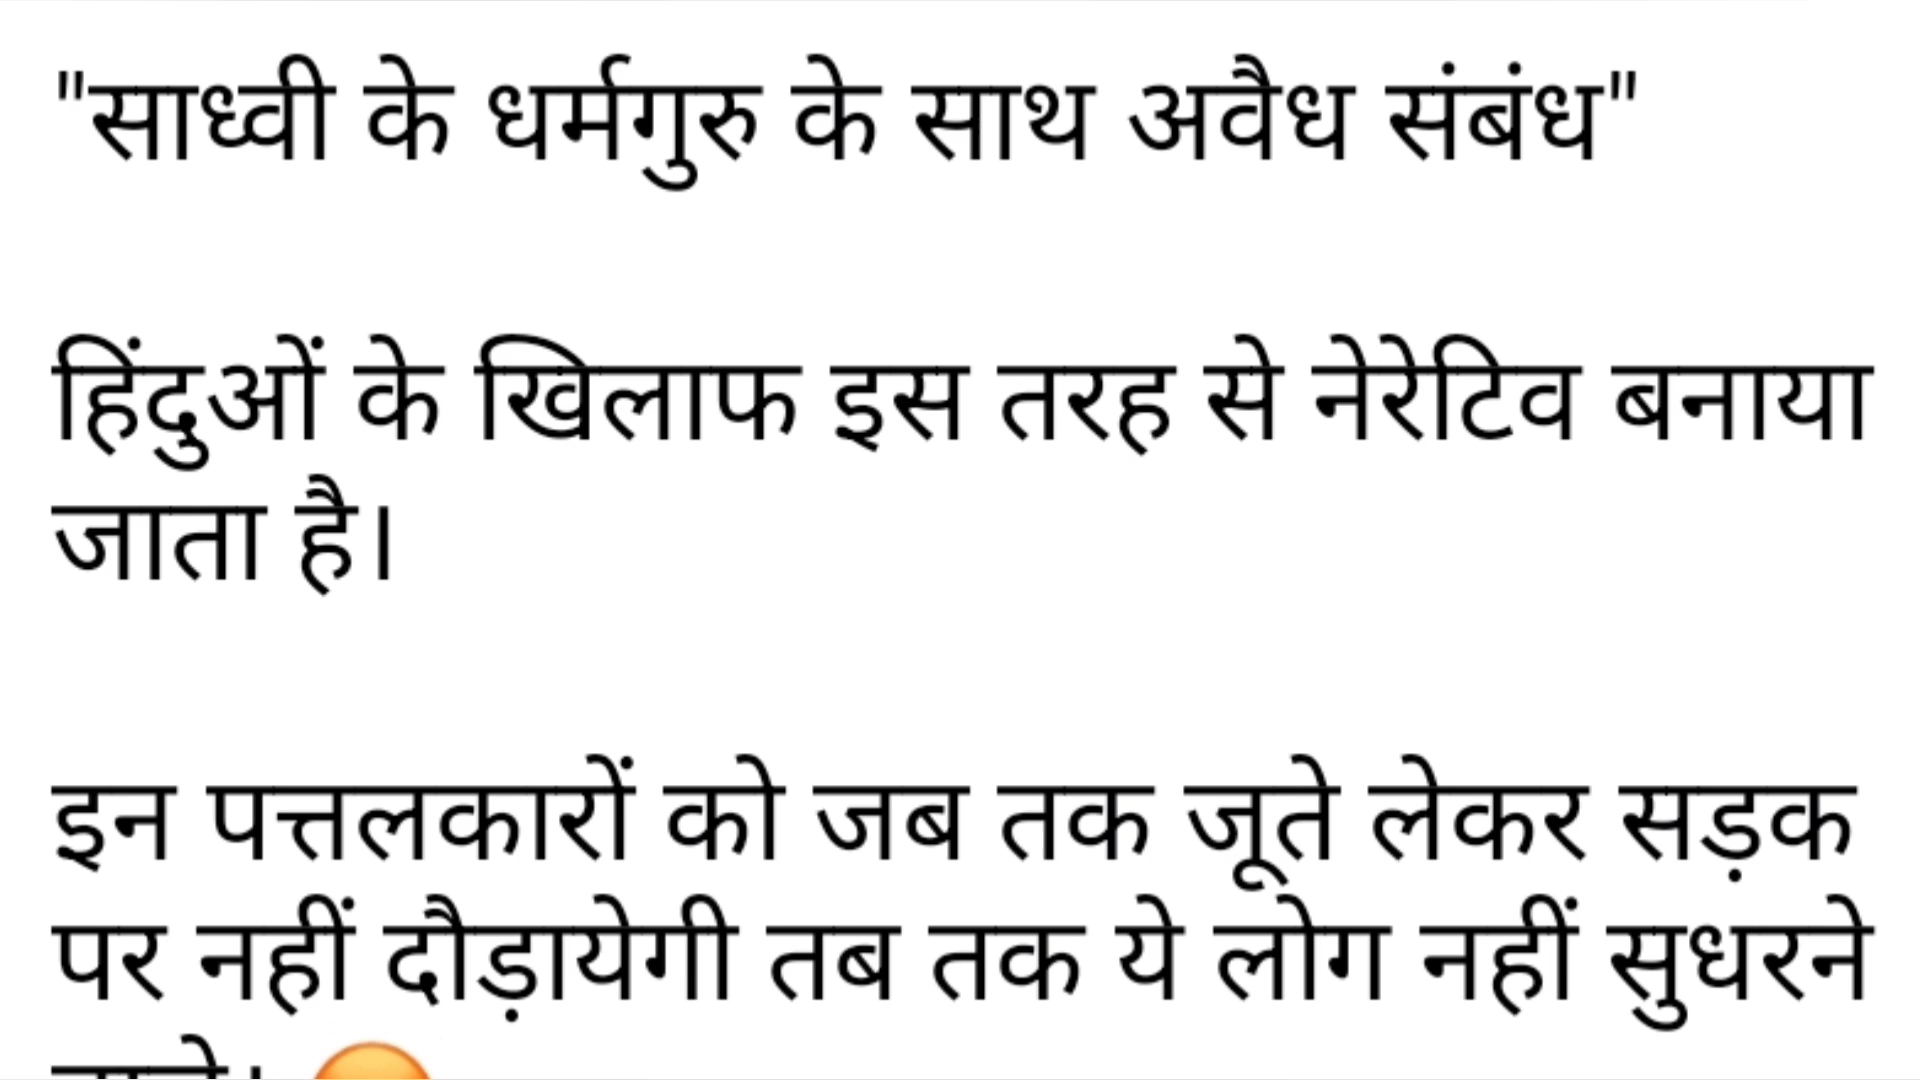 "साध्वी के धर्मगुरु के साथ अवैध संबंध"
हिंदुओं के खिलाफ इस तरह से नेरेटिव बनाया
जाता है।
इन पत्तलकारों को जब तक जूते लेकर सड़क
पर नहीं दौड़ायेगी तब तक ये लोग नहीं सुधरने